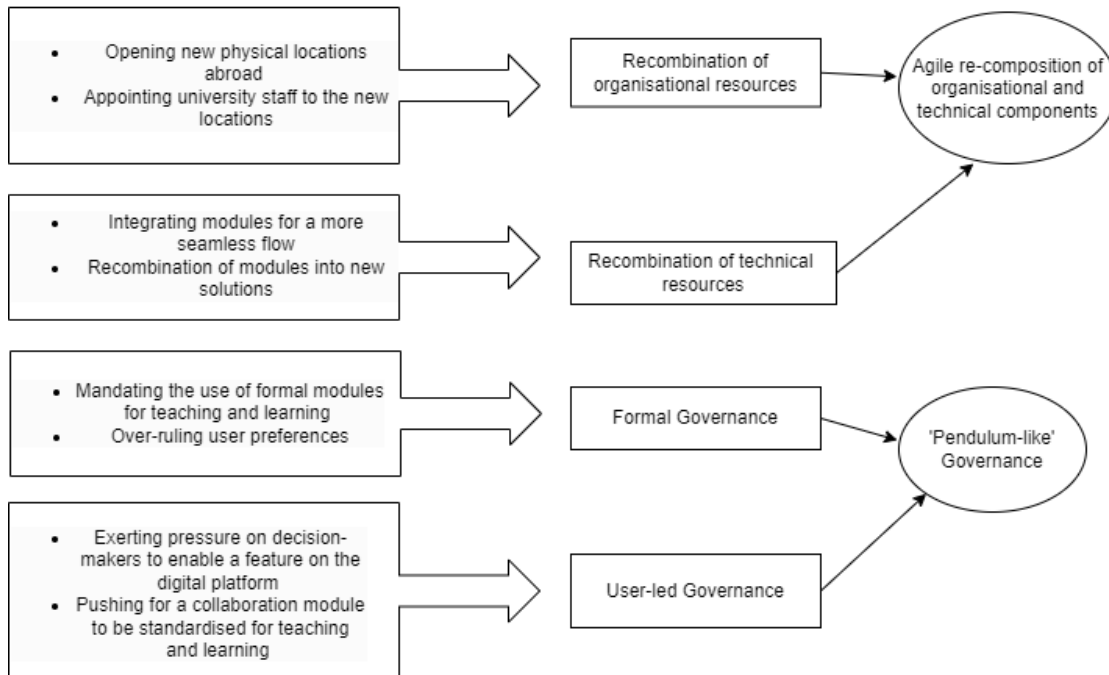 • Opening new physical locations
abroad
• Appointing university staff to the new
locations
Recombination of
organisational resources
Agile re-composition of
organisational and
technical components
• Integrating modules for a more
seamless flow
• Recombination of modules into new
solutions
Recombination of technical
resources
• Mandating the use of formal modules
for teaching and learning
• Over-ruling user preferences
Formal Governance
'Pendulum-like'
Governance
• Exerting pressure on decision-
makers to enable a feature on the
digital platform
• Pushing for a collaboration module
to be standardised for teaching
and learning
User-led Governance